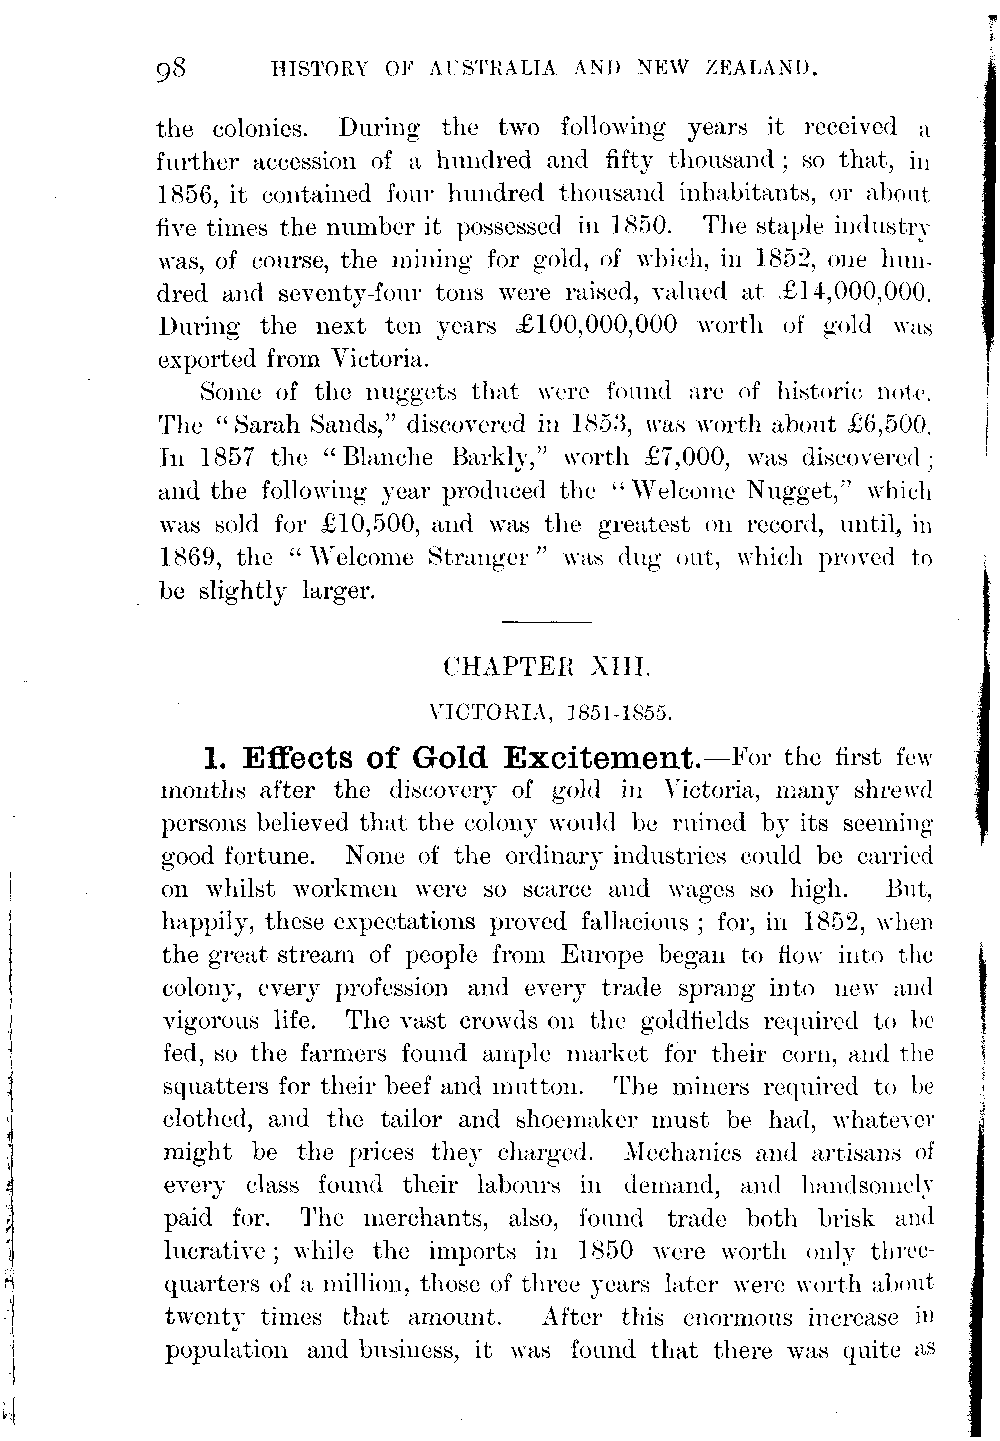 98 HISTORY OF AUSTRALIA AND NEW ZEALAND.
the colonies. During the two following years it received a
further accession of a hundred and fifty thousand; so that, in
1856, it contained four hundred thousand inhabitants, or about
five times the number it possessed in 1850. The staple industry
was, of course, the mining for gold, of which, in 1852, one hun-
dred and seventy-four tons were raised, valued at £14,000,000.
During the next ten years £100,000,000 worth of gold was
exported from Victoria.
Some of the nuggets that were found are of historic note.
The "Sarah Sands," discovered in 1853, was worth about £6,500.
In 1857 the "Blanche Barkly," worth £7,000, was discovered;
and the following year produced the "Welcome Nugget," which
was sold for £10,500, and was the greatest on record, until, in
1869, the "Welcome Stranger" was dug out, which proved to
be slightly larger.
CHAPTER XIII.
VICTORIA, 1851-1855.
1. Effects of Gold Excitement.—For the first few
months after the discovery of gold in Victoria, many shrewd
persons believed that the colony would be ruined by its seeming
good fortune. None of the ordinary industries could be carried
on whilst workmen were so scarce and wages so high. But,
happily, these expectations proved fallacious; for, in 1852, when
the great stream of people from Europe began to flow into the
colony, every profession and every trade sprang into new and
vigorous life. The vast crowds on the goldfields required to be
fed, so the farmers found ample market for their corn, and the
squatters for their beef and mutton. The miners required to be
clothed, and the tailor and shoemaker must be had, whatever
might be the prices they charged. Mechanics and artisans of
every class found their labours in demand, and handsomely
paid for. The merchants, also, found trade both brisk and
lucrative; while the imports in 1850 were worth only three-
quarters of a million, those of three years later were worth about
twenty times that amount. After this enormous increase in
population and business, it was found that there was quite as